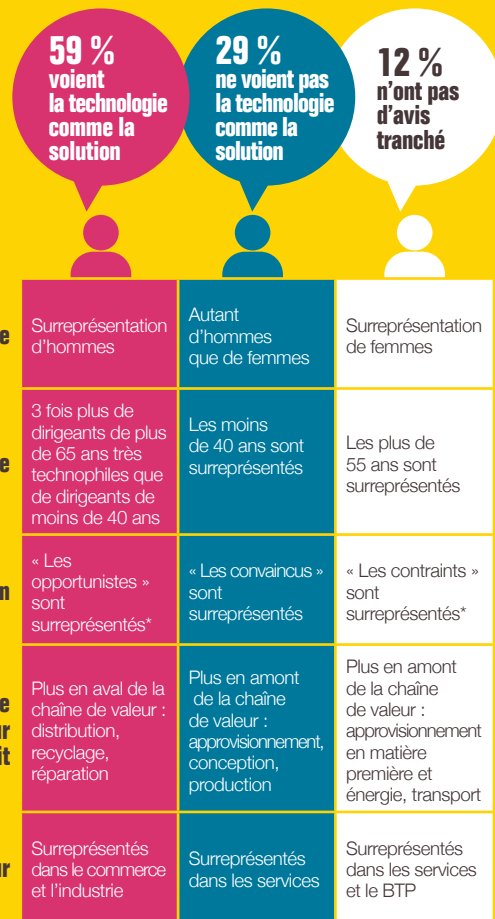 59 %
voient
la technologie
comme la
solution
29 %
ne voient pas
la technologie
comme la
solution
12 %
n'ont pas
d'avis
tranché
e
Surreprésentation
d'hommes
Autant
d'hommes
que de femmes
Surreprésentation
de femmes
e
3 fois plus de
dirigeants de plus
de 65 ans très
technophiles que
de dirigeants de
moins de 40 ans
Les moins
de 40 ans sont
surreprésentés
Les plus de
55 ans sont
surreprésentés
n
« Les
opportunistes »
sont
surreprésentés*
« Les convaincus »
sont
surreprésentés
« Les contraints »
sont
surreprésentés*
e
ur
it
Plus en aval de la
chaîne de valeur :
distribution,
recyclage,
réparation
Plus en amont
de la chaîne
de valeur :
approvisionnement,
conception,
production
Plus en amont
de la chaîne
de valeur :
approvisionnement
en matière
première et
énergie, transport
ur
Surreprésentés
dans le commerce
et l'industrie
Surreprésentés
dans les services
Surreprésentés
dans les services
et le BTP